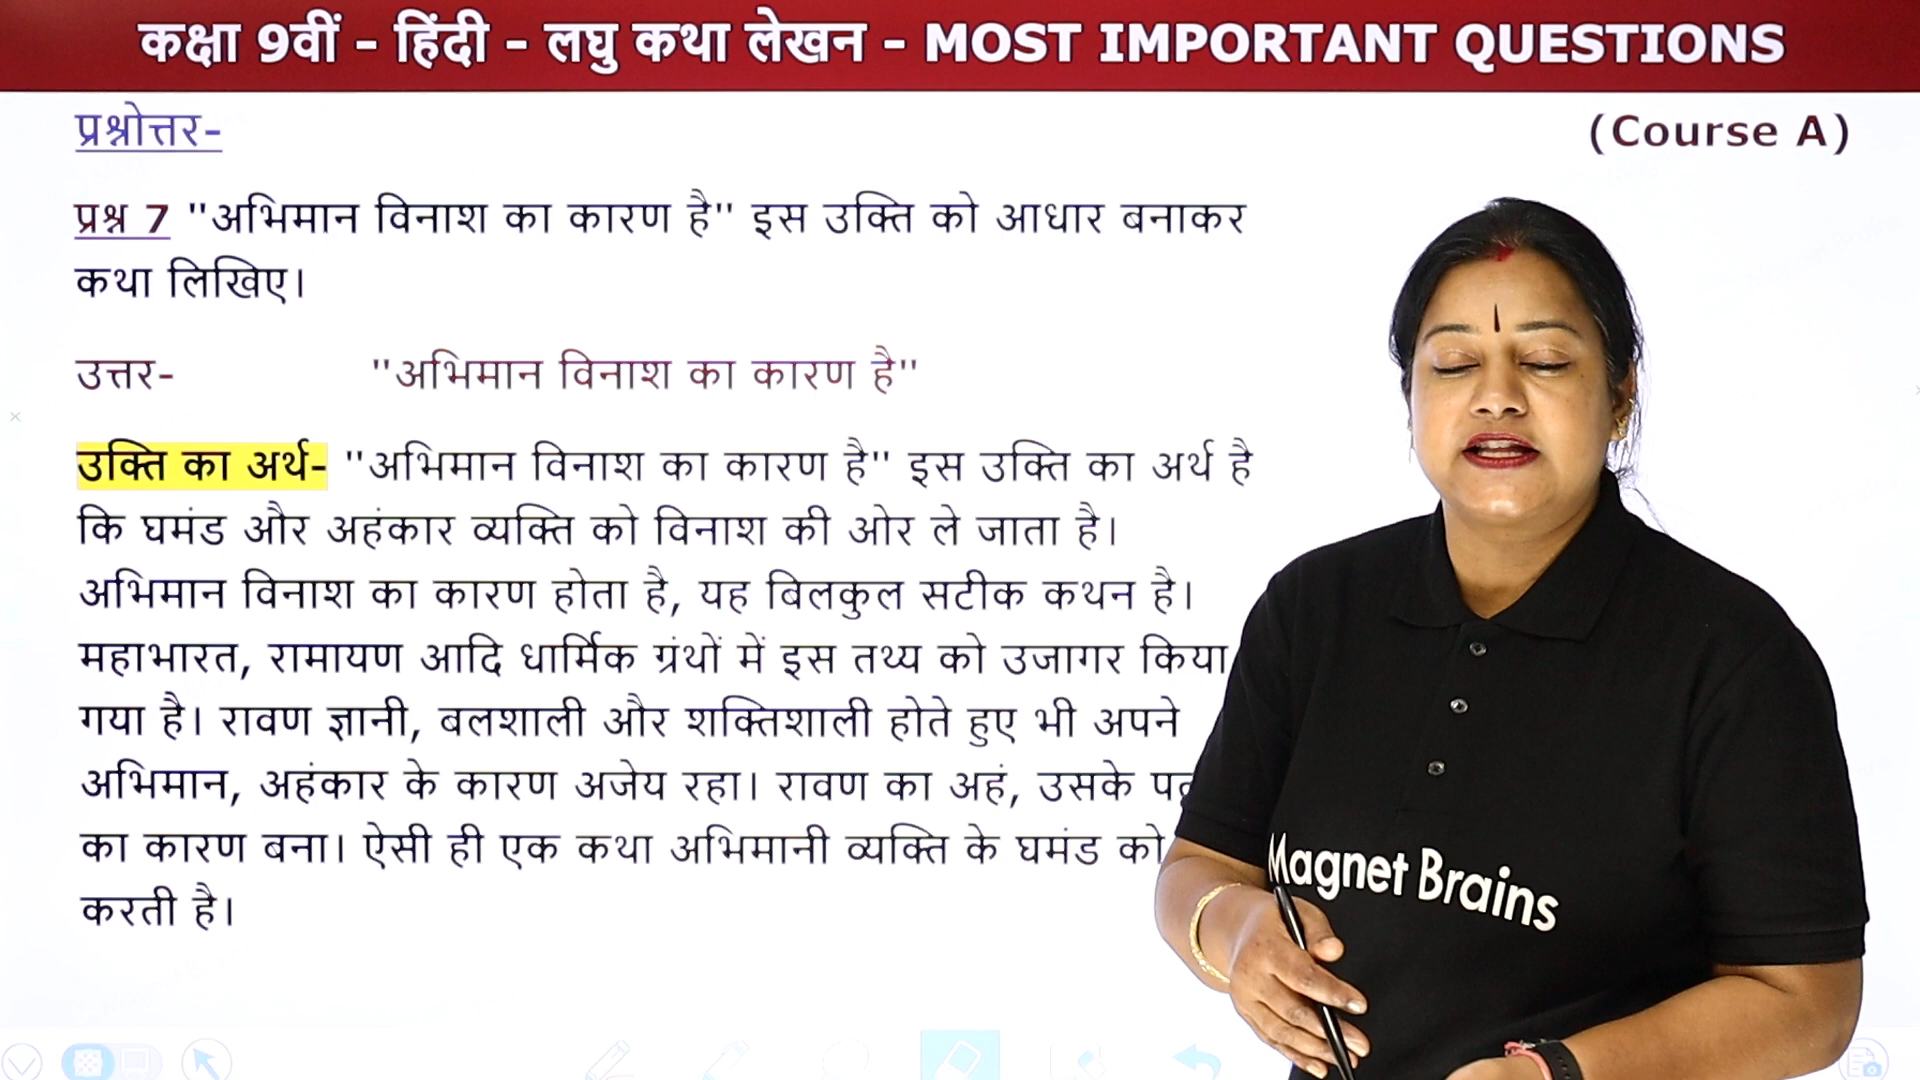 कक्षा 9वीं - हिंदी - लघु कथा लेखन - MOST IMPORTANT QUESTIONS
प्रश्नोत्तर-
(Course A)
प्रश्न 7 "अभिमान विनाश का कारण है" इस उक्ति को आधार बनाकर
कथा लिखिए।
उत्तर- "अभिमान विनाश का कारण है"
उक्ति का अर्थ- "अभिमान विनाश का कारण है" इस उक्ति का अर्थ है
कि घमंड और अहंकार व्यक्ति को विनाश की ओर ले जाता है।
अभिमान विनाश का कारण होता है, यह बिलकुल सटीक कथन है।
महाभारत, रामायण आदि धार्मिक ग्रंथों में इस तथ्य को उजागर किया
गया है। रावण ज्ञानी, बलशाली और शक्तिशाली होते हुए भी अपने
अभिमान, अहंकार के कारण अजेय रहा। रावण का अहं, उसके
का कारण बना। ऐसी ही एक कथा अभिमानी व्यक्ति के घमंड को
करती है।
Magnet Brains